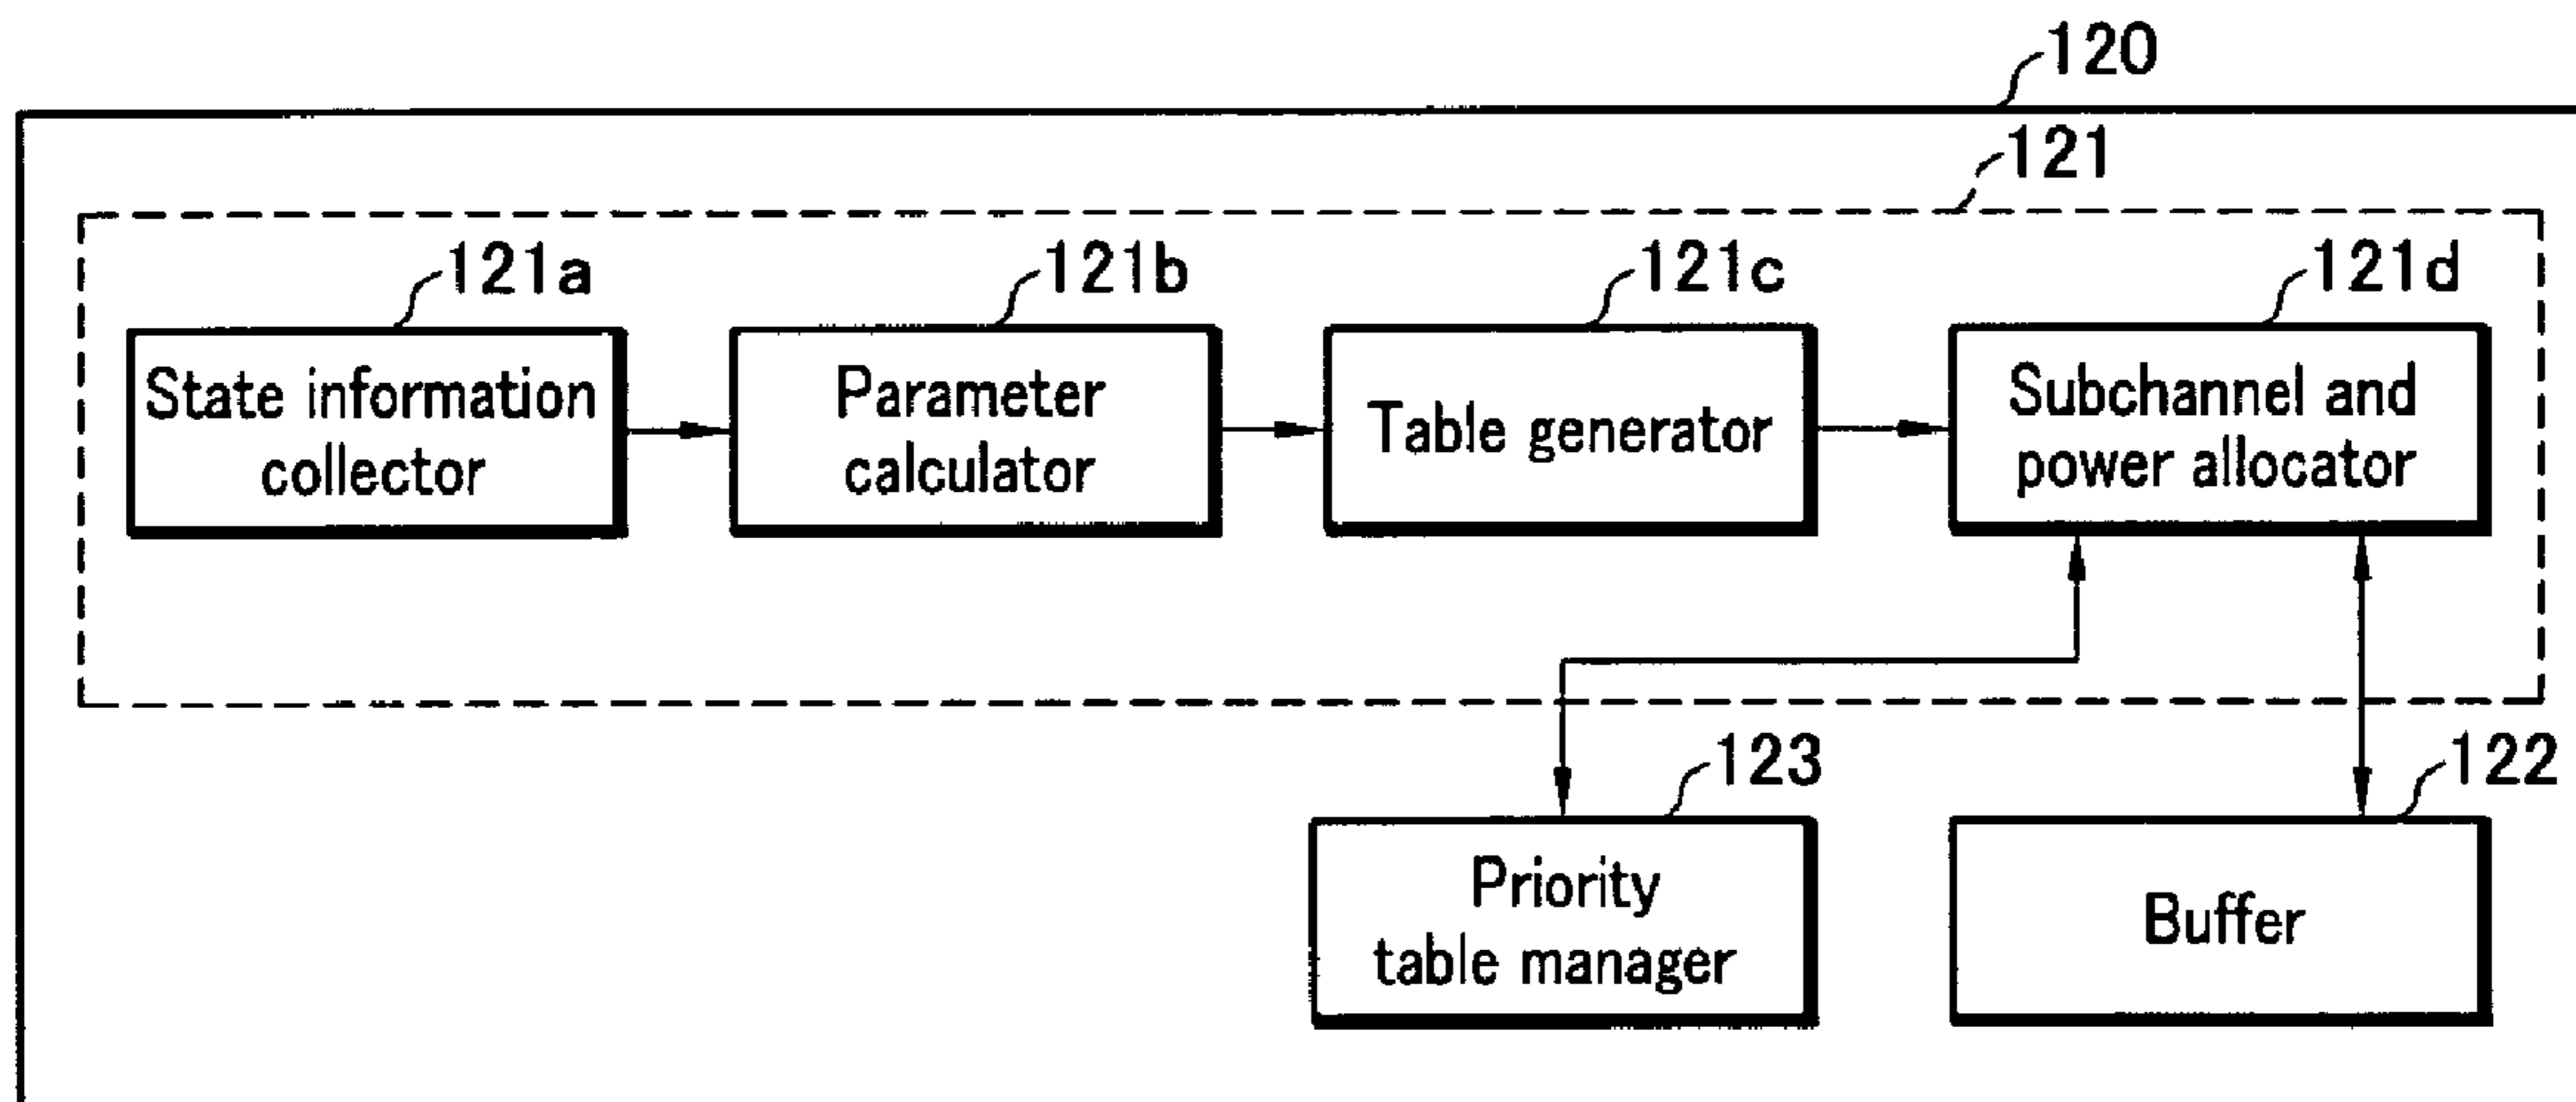 120
121
121a
121b
121c
121d
State information
collector
Parameter
calculator
Table generator
Subchannel and
power allocator
123
122
Priority
table manager
Buffer